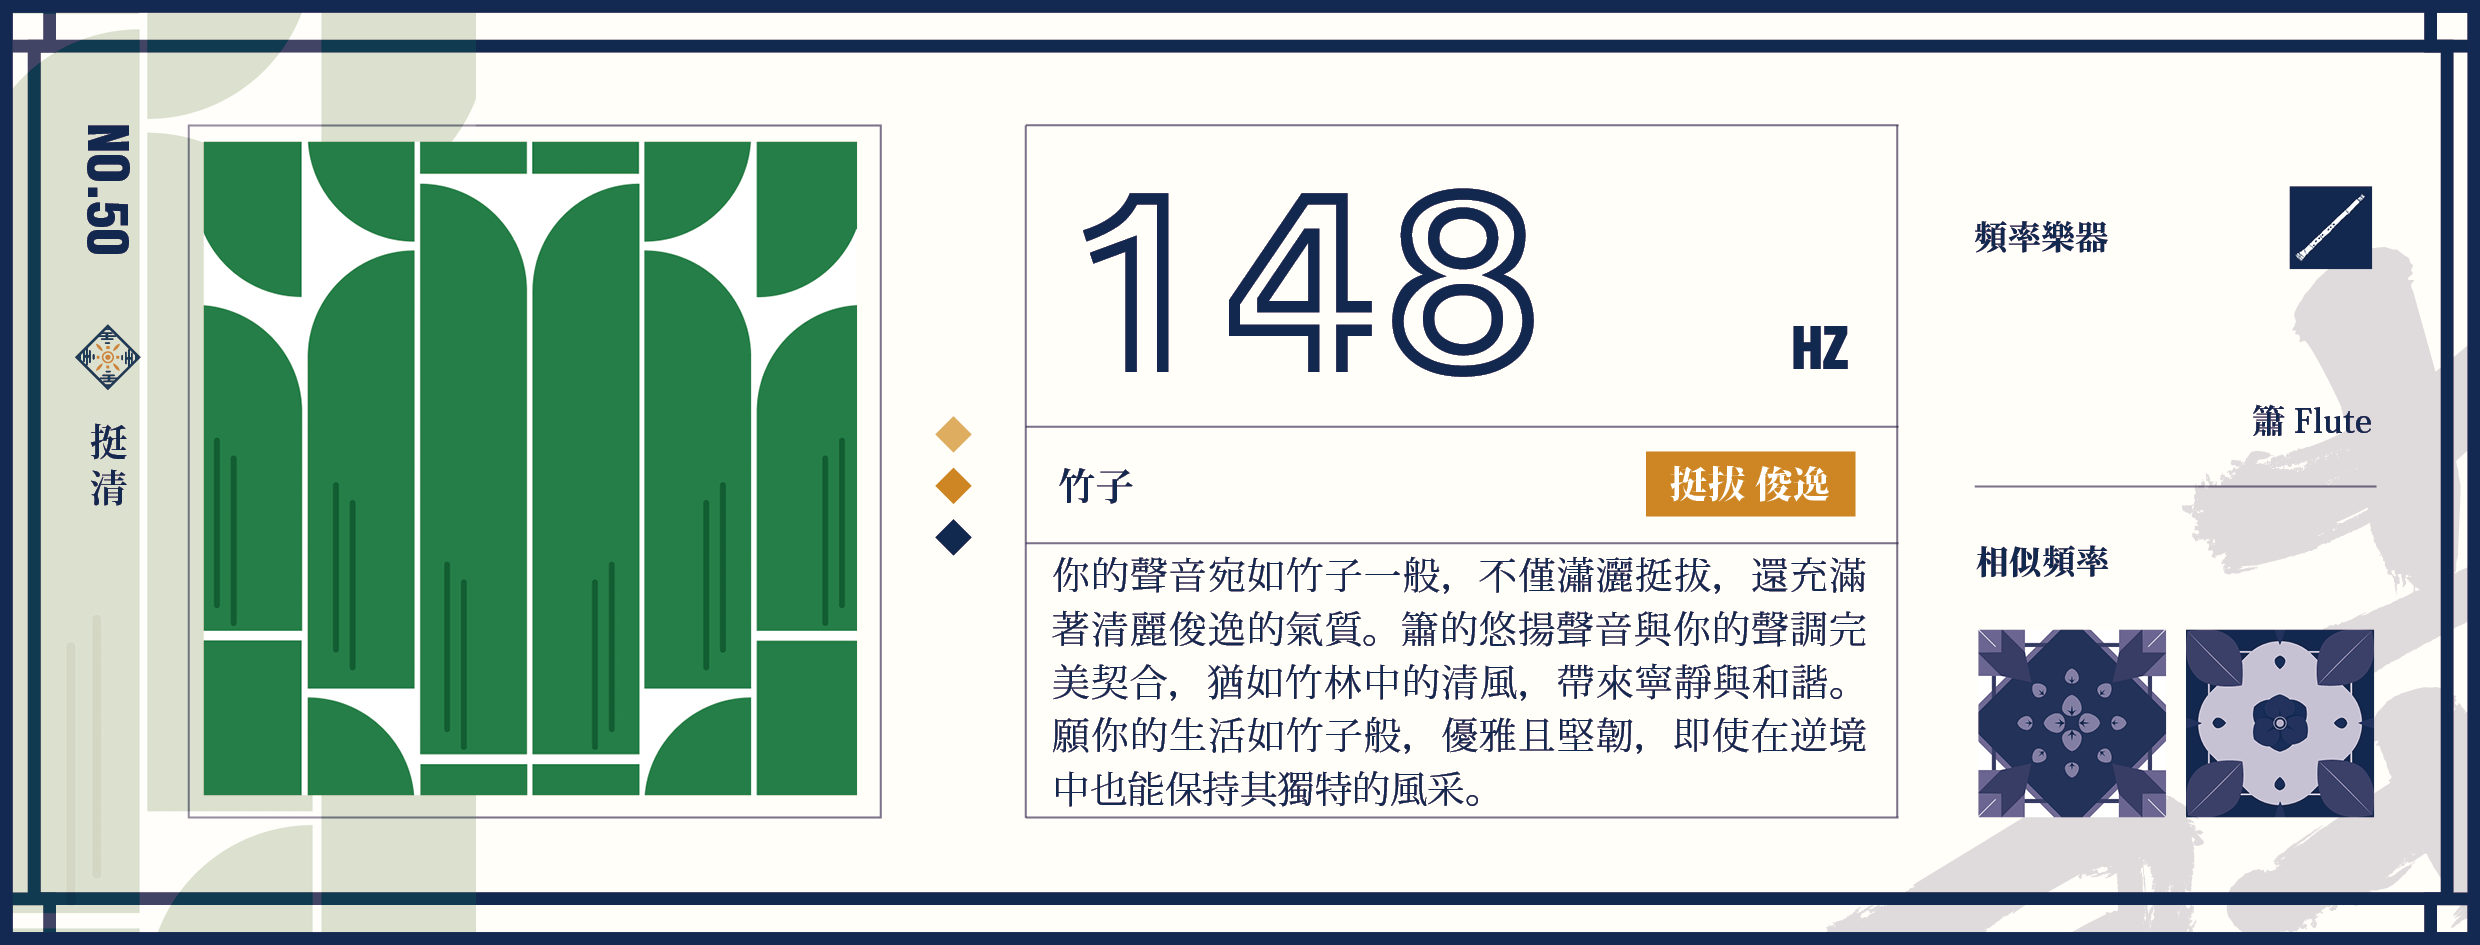 NO.50
挺清
148
HZ
竹子
挺拔 俊逸
你的聲音宛如竹子一般，不僅瀟灑挺拔，還充滿
著清麗俊逸的氣質。簫的悠揚聲音與你的聲調完
美契合，猶如竹林中的清風，帶來寧靜與和諧。
願你的生活如竹子般，優雅且堅韌，即使在逆境
中也能保持其獨特的風采。
頻率樂器
簫 Flute
相似頻率